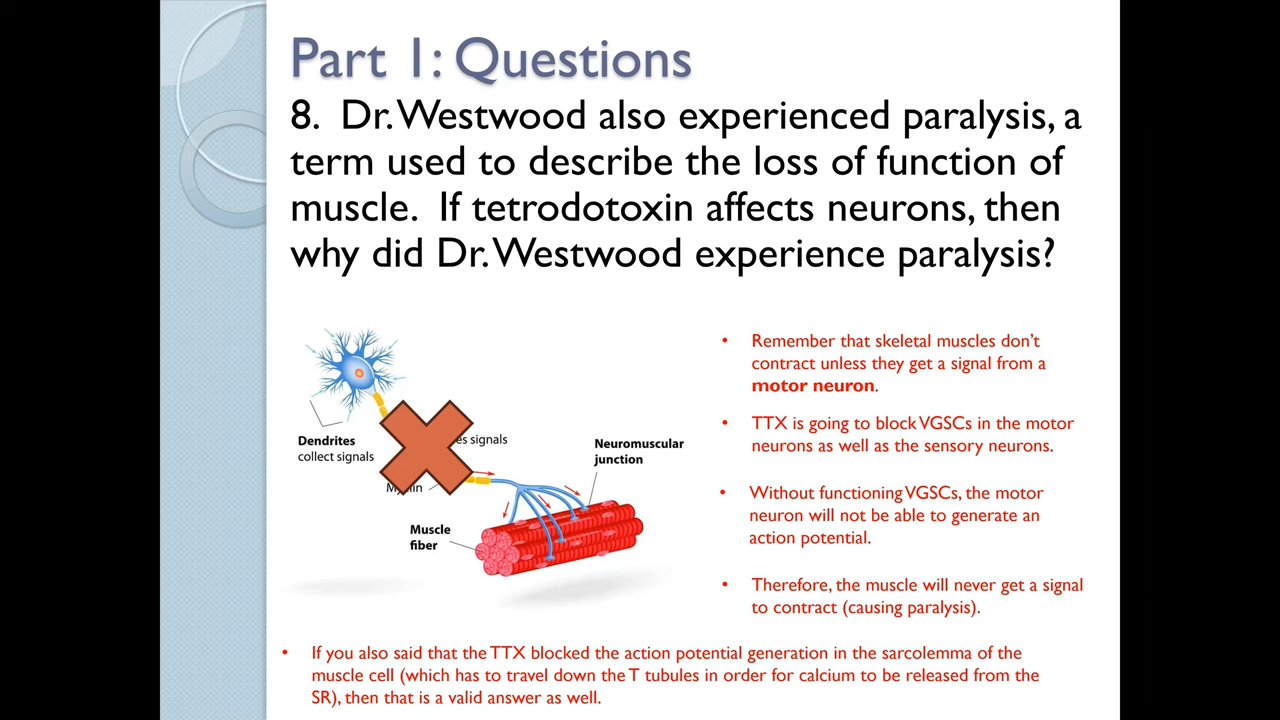 Part 1: Questions
8. Dr. Westwood also experienced paralysis, a
term used to describe the loss of function of
muscle. If tetrodotoxin affects neurons, then
why did Dr. Westwood experience paralysis?
Dendrites
collect signals
es signals
Neuromuscular
junction
Muscle
fiber
• Remember that skeletal muscles don't
contract unless they get a signal from a
motor neuron.
• TTX is going to block VGSCs in the motor
neurons as well as the sensory neurons.
• Without functioning VGSCs, the motor
neuron will not be able to generate an
action potential.
• Therefore, the muscle will never get a signal
to contract (causing paralysis).
• If you also said that the TTX blocked the action potential generation in the sarcolemma of the
muscle cell (which has to travel down the T tubules in order for calcium to be released from the
SR), then that is a valid answer as well.